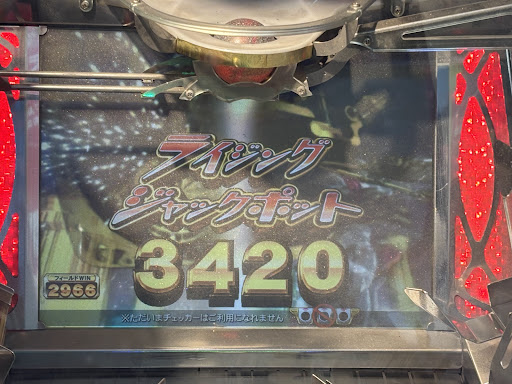 ライジング
ジャックポット
3420
フィールドWIN
2966
※ただいまチェッカーはご利用になれません